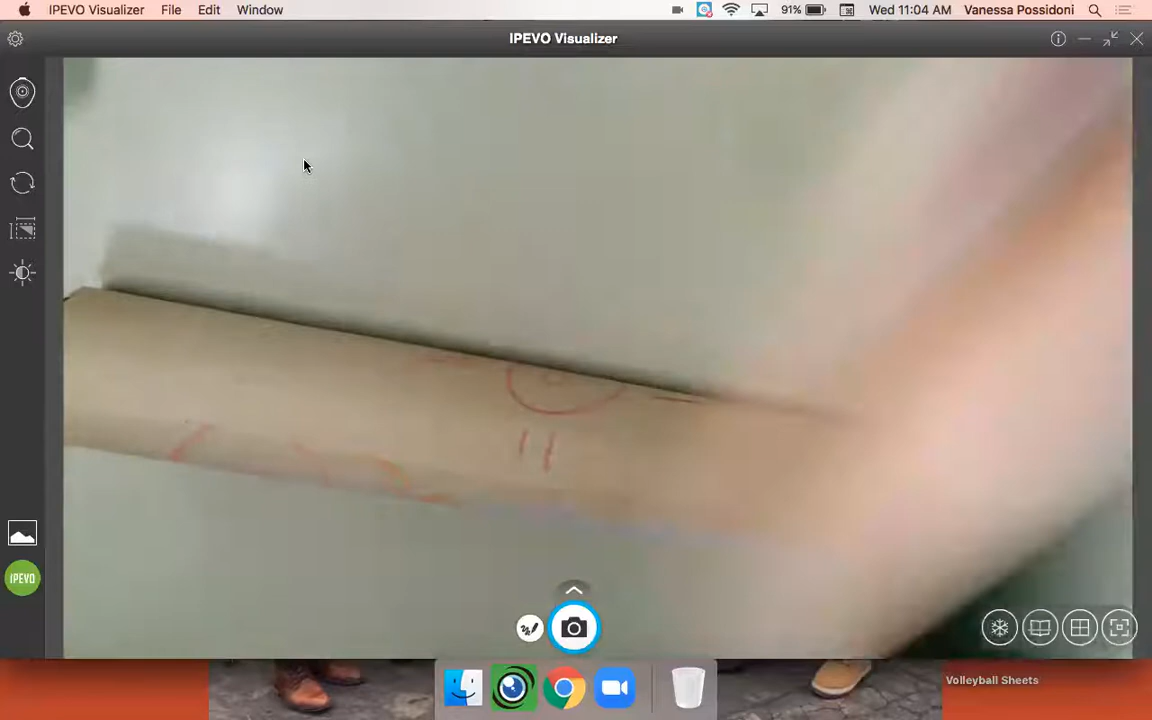 IPEVO Visualizer File Edit Window 91% Wed 11:04 AM Vanessa Possidoni
IPEVO Visualizer
IPEVO
Volleyball Sheets